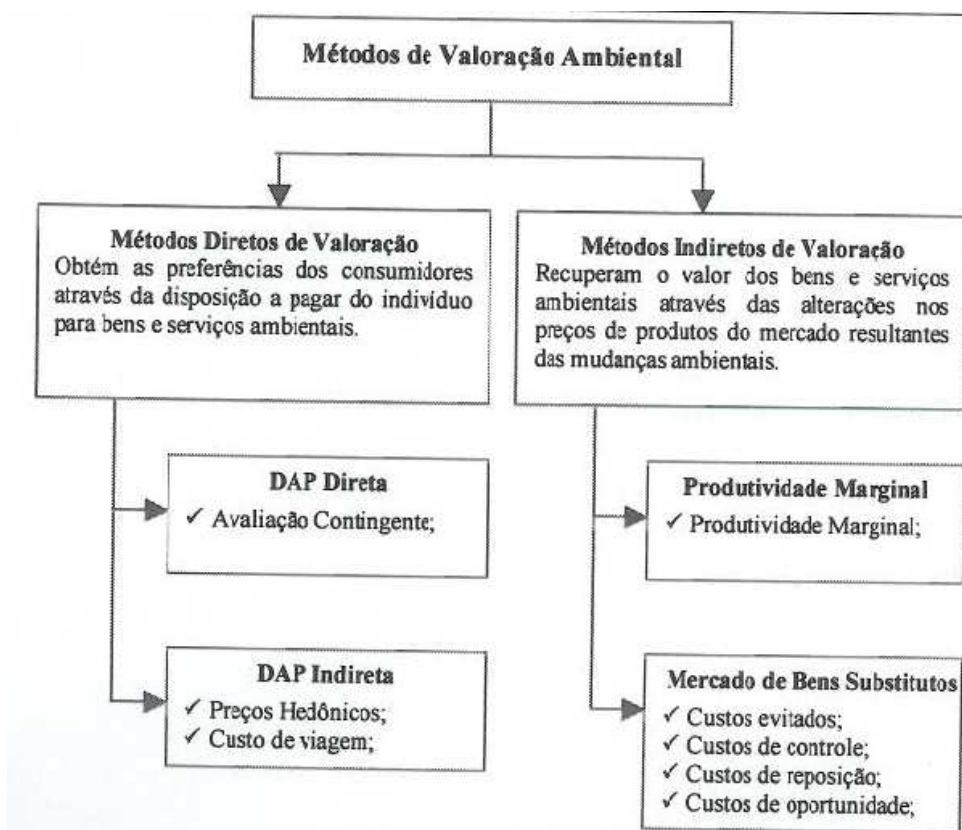 Métodos de Valoração Ambiental
Métodos Diretos de Valoração
Obtém as preferências dos consumidores
através da disposição a pagar do individuo
para bens e serviços ambientais.
Métodos Indiretos de Valoração
Recuperam o valor dos bens e serviços
ambientais através das alterações nos
preços de produtos do mercado resultantes
das mudanças ambientais.
DAP Direta
✓ Avaliação Contingente;
Produtividade Marginal
✓ Produtividade Marginal;
DAP Indireta
✓ Preços Hedônicos;
✓ Custo de viagem;
Mercado de Bens Substitutos
✓ Custos evitados;
✓ Custos de controle;
✓ Custos de reposição;
✓ Custos de oportunidade;